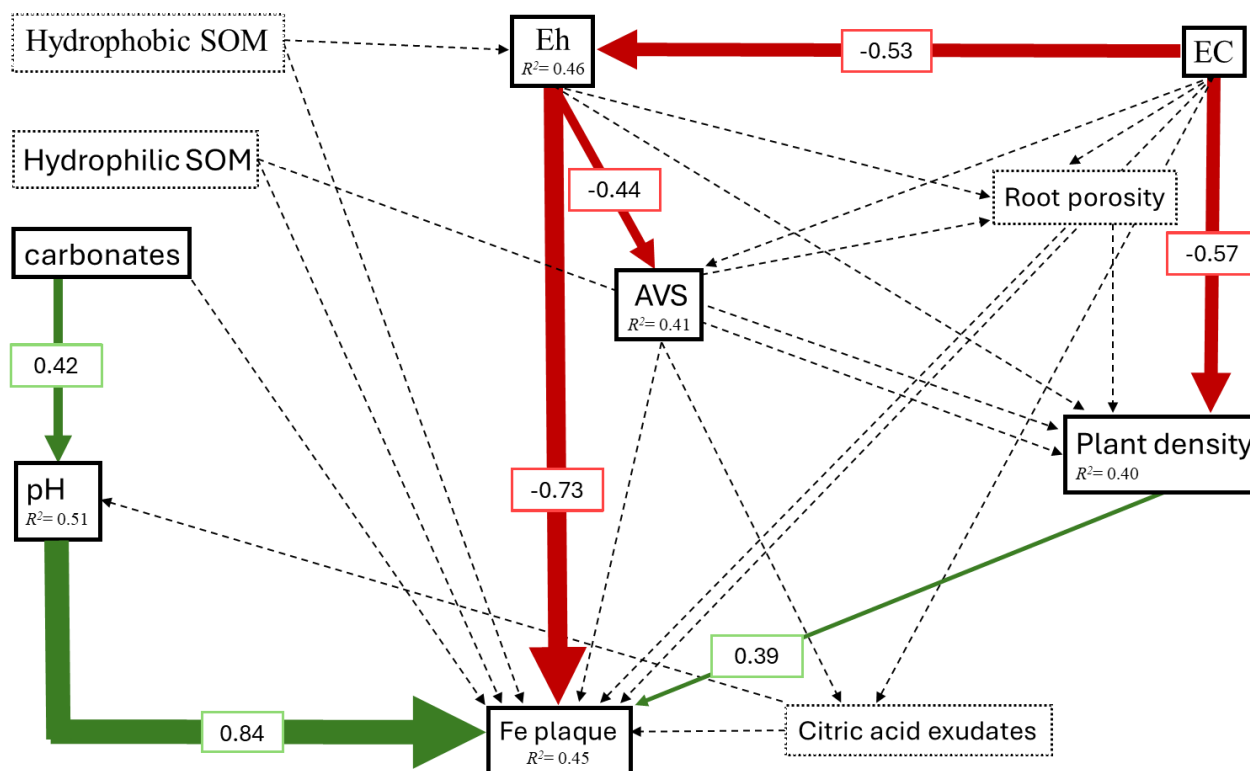 Hydrophobic SOM
Eh
R²= 0.46
-0.53
EC
Hydrophilic SOM
-0.44
Root porosity
carbonates
-0.57
AVS
R²= 0.41
0.42
Plant density
R²= 0.40
pH
R²= 0.51
-0.73
0.39
0.84
Fe plaque
R²= 0.45
Citric acid exudates